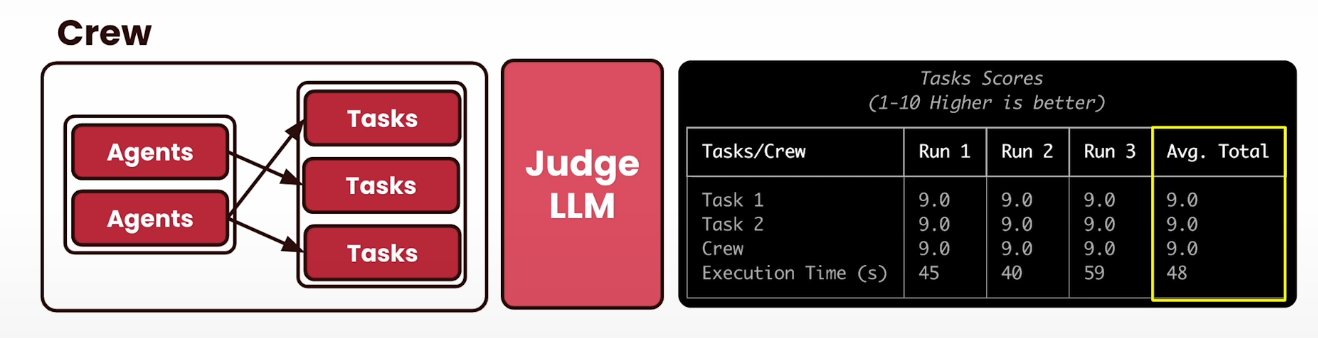 Crew
Agents
Agents
Tasks
Tasks
Tasks
Judge
LLM
Tasks Scores
(1-10 Higher is better)
Tasks/Crew Run 1 Run 2 Run 3 Avg. Total
Task 1 9.0 9.0 9.0 9.0
Task 2 9.0 9.0 9.0 9.0
Crew 9.0 9.0 9.0 9.0
Execution Time (s) 45 40 59 48